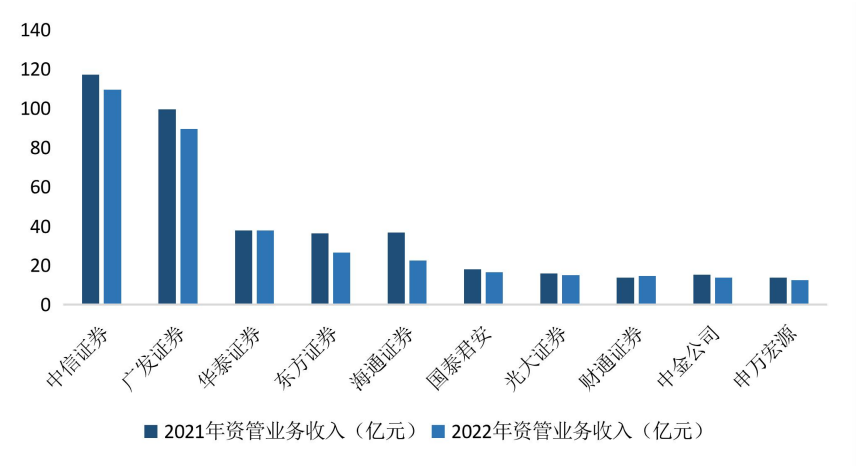 140
120
100
80
60
40
20
0
中信证券
广发证券
华泰证券
东方证券
海通证券
国泰君安
光大证券
财通证券
中金公司
申万宏源
2021年资管业务收入（亿元） 2022年资管业务收入（亿元）